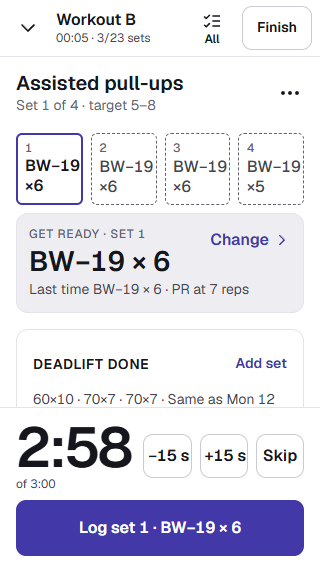 Workout B
00:05 · 3/23 sets
All
Finish
Assisted pull-ups
Set 1 of 4 · target 5–8
1
BW−19
×6
2
BW−19
×6
3
BW−19
×6
4
BW−19
×5
GET READY · SET 1
Change
BW−19 × 6
Last time BW−19 × 6 · PR at 7 reps
DEADLIFT DONE
Add set
60×10 · 70×7 · 70×7 · Same as Mon 12
2:58
of 3:00
−15 s
+15 s
Skip
Log set 1 · BW−19 × 6